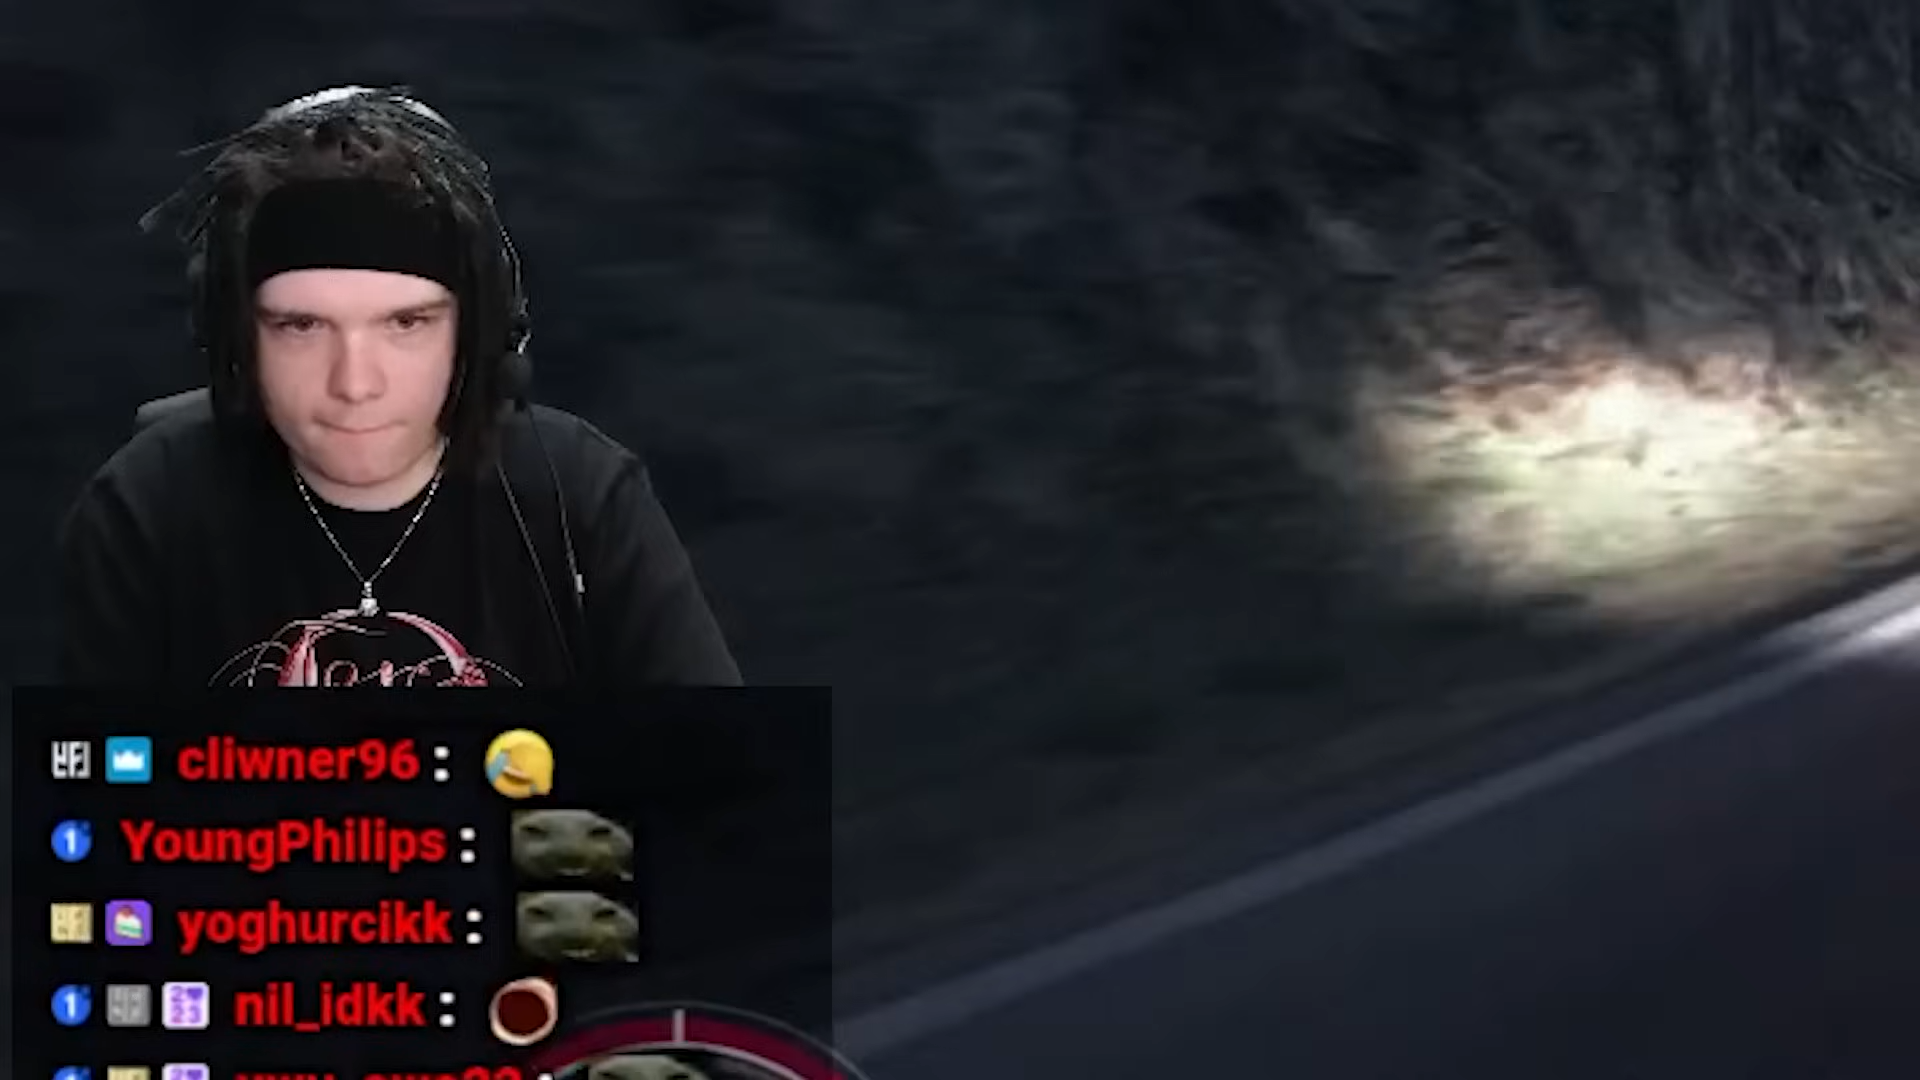 cliwner96 :
YoungPhilips :
yoghurcikk :
nil_idkk :